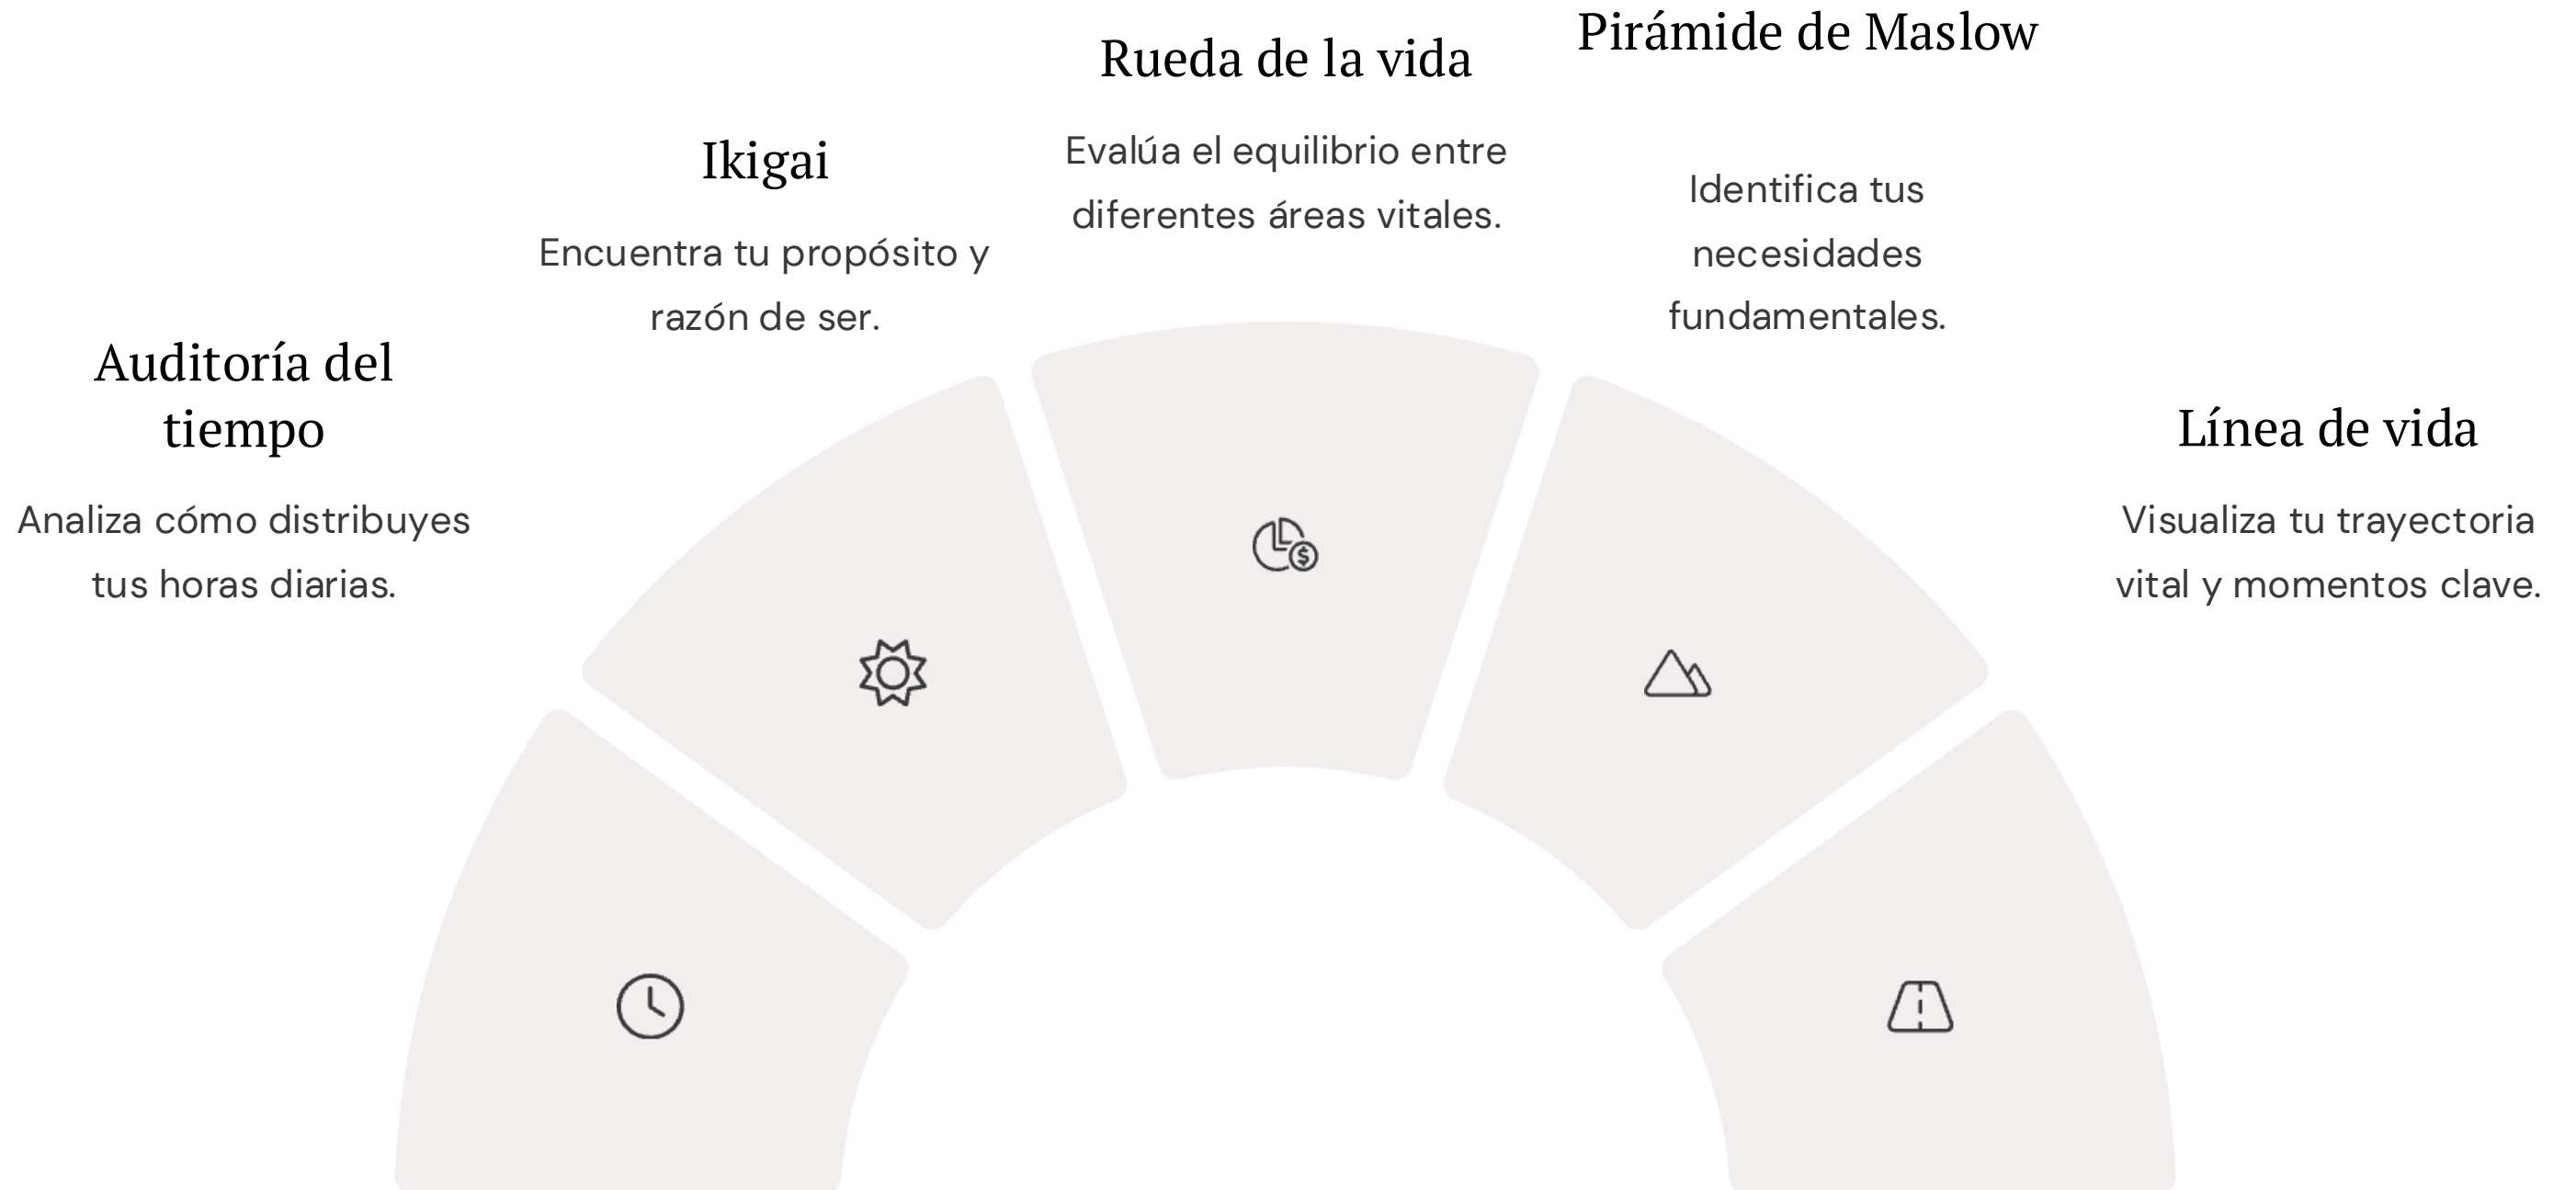 Auditoría del
tiempo
Analiza cómo distribuyes
tus horas diarias.
Ikigai
Encuentra tu propósito y
razón de ser.
Rueda de la vida
Evalúa el equilibrio entre
diferentes áreas vitales.
Pirámide de Maslow
Identifica tus
necesidades
fundamentales.
Línea de vida
Visualiza tu trayectoria
vital y momentos clave.